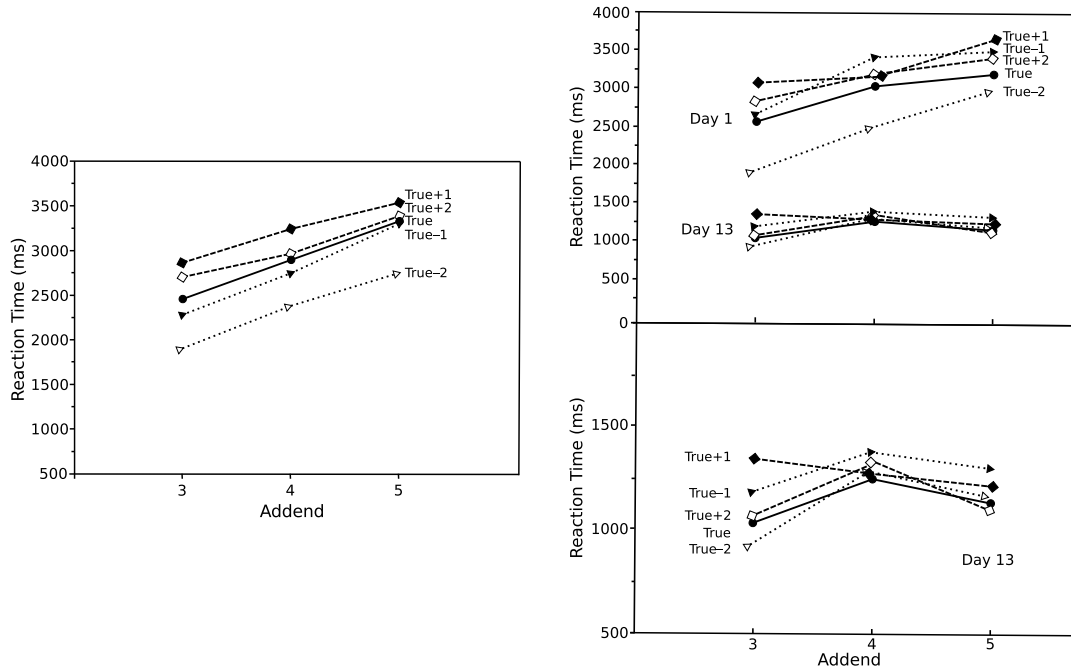 4000
3500
3000
2500
2000
1500
1000
500
Reaction Time (ms)
3 4 5
Addend
True+1
True+2
True
True−1
True−2
4000
3500
3000
2500
2000
1500
1000
500
0
Reaction Time (ms)
Day 1
Day 13
True+1
True−1
True+2
True
True−2
1500
1000
500
Reaction Time (ms)
True+1
True−1
True+2
True
True−2
Day 13
3 4 5
Addend